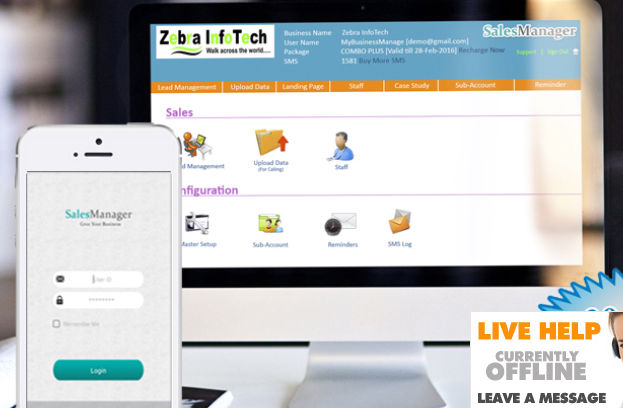 Zebra InfoTech
Walk across the world....
Business Name Zebra InfoTech
User Name MyBusinessManage [demo@gmail.com]
Package COMBO PLUS [Valid till 28-Feb-2016] Recharge Now
SMS 1581 Buy More SMS
SalesManager
Support | Sign Out
Lead Management Upload Data Landing Page Staff Case Study Sub-Account Reminder
Sales
Management Upload Data Staff
(For Calling)
Configuration
Master Setup Sub-Account Reminders SMS Log
SalesManager
Grow Your Business
User ID
********
Remember Me
Login
LIVE HELP
CURRENTLY
OFFLINE
LEAVE A MESSAGE